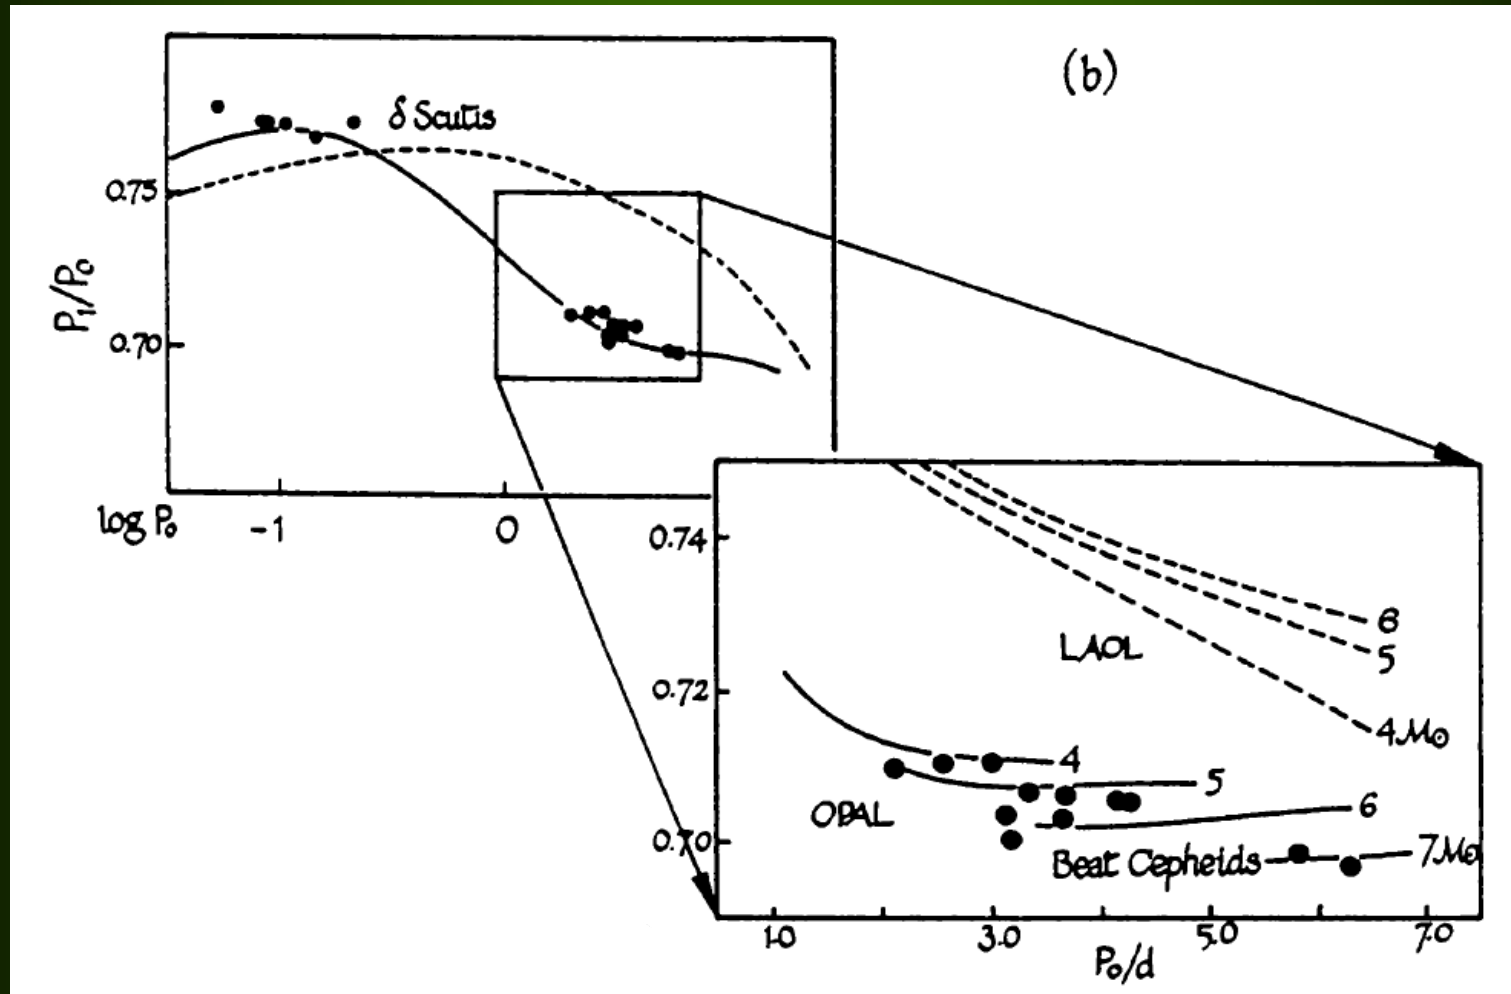 (b)
δ Scutis
0.75
P₁/P₀
0.70
log P₀ -1 0
0.74
6
5
LAOL
0.72
4M⊙
4
5
OPAL
6
0.70
Beat Cepheids
7M⊙
1.0 3.0 5.0 7.0
P₀/d